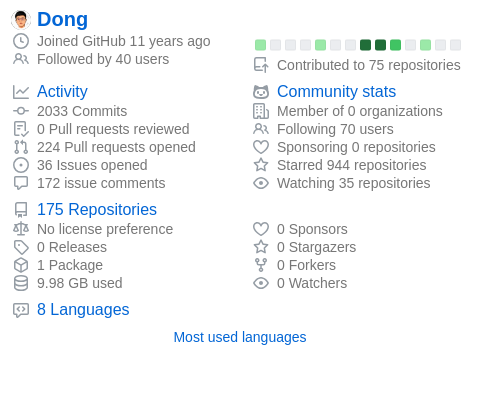 Dong
Joined GitHub 11 years ago
Followed by 40 users
Contributed to 75 repositories
Activity
2033 Commits
0 Pull requests reviewed
224 Pull requests opened
36 Issues opened
172 issue comments
Community stats
Member of 0 organizations
Following 70 users
Sponsoring 0 repositories
Starred 944 repositories
Watching 35 repositories
175 Repositories
No license preference
0 Releases
1 Package
9.98 GB used
0 Sponsors
0 Stargazers
0 Forkers
0 Watchers
8 Languages
Most used languages